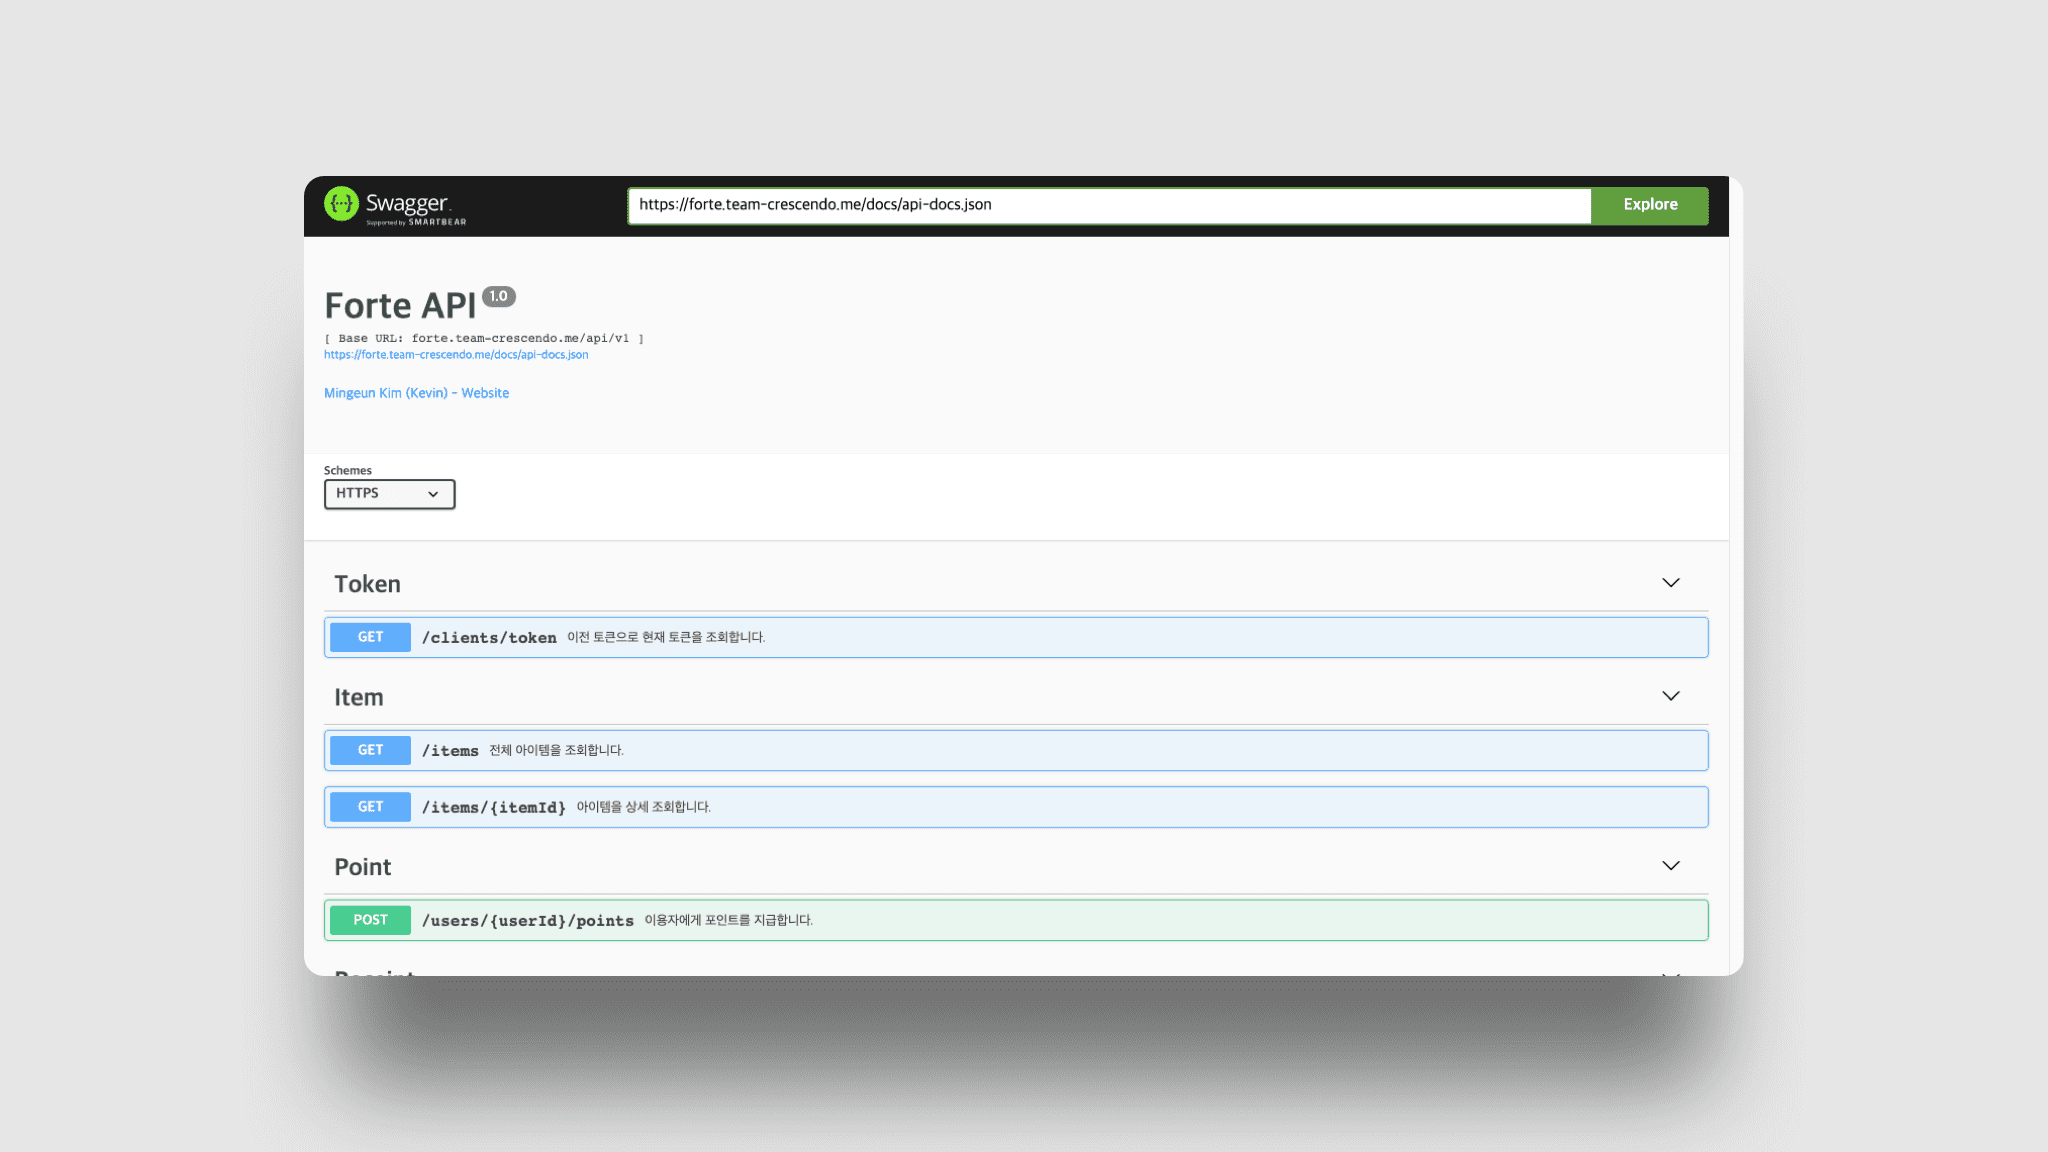 Swagger.
Supported by SMARTBEAR
https://forte.team-crescendo.me/docs/api-docs.json
Explore
Forte API 1.0
[ Base URL: forte.team-crescendo.me/api/v1 ]
https://forte.team-crescendo.me/docs/api-docs.json
Mingeun Kim (Kevin) - Website
Schemes
HTTPS
Token
GET /clients/token 이전 토큰으로 현재 토큰을 조회합니다.
Item
GET /items 전체 아이템을 조회합니다.
GET /items/{itemId} 아이템을 상세 조회합니다.
Point
POST /users/{userId}/points 이용자에게 포인트를 지급합니다.